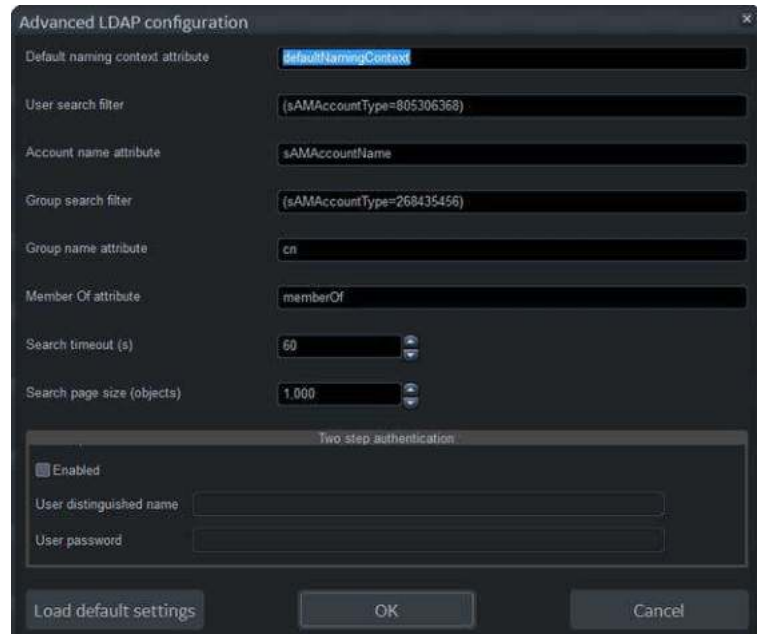 Advanced LDAP configuration
Default naming context attribute defaultNamingContext
User search filter (sAMAccountType=805306368)
Account name attribute sAMAccountName
Group search filter (sAMAccountType=268435456)
Group name attribute cn
Member Of attribute memberOf
Search timeout (s) 60
Search page size (objects) 1,000
Two step authentication
Enabled
User distinguished name
User password
Load default settings OK Cancel